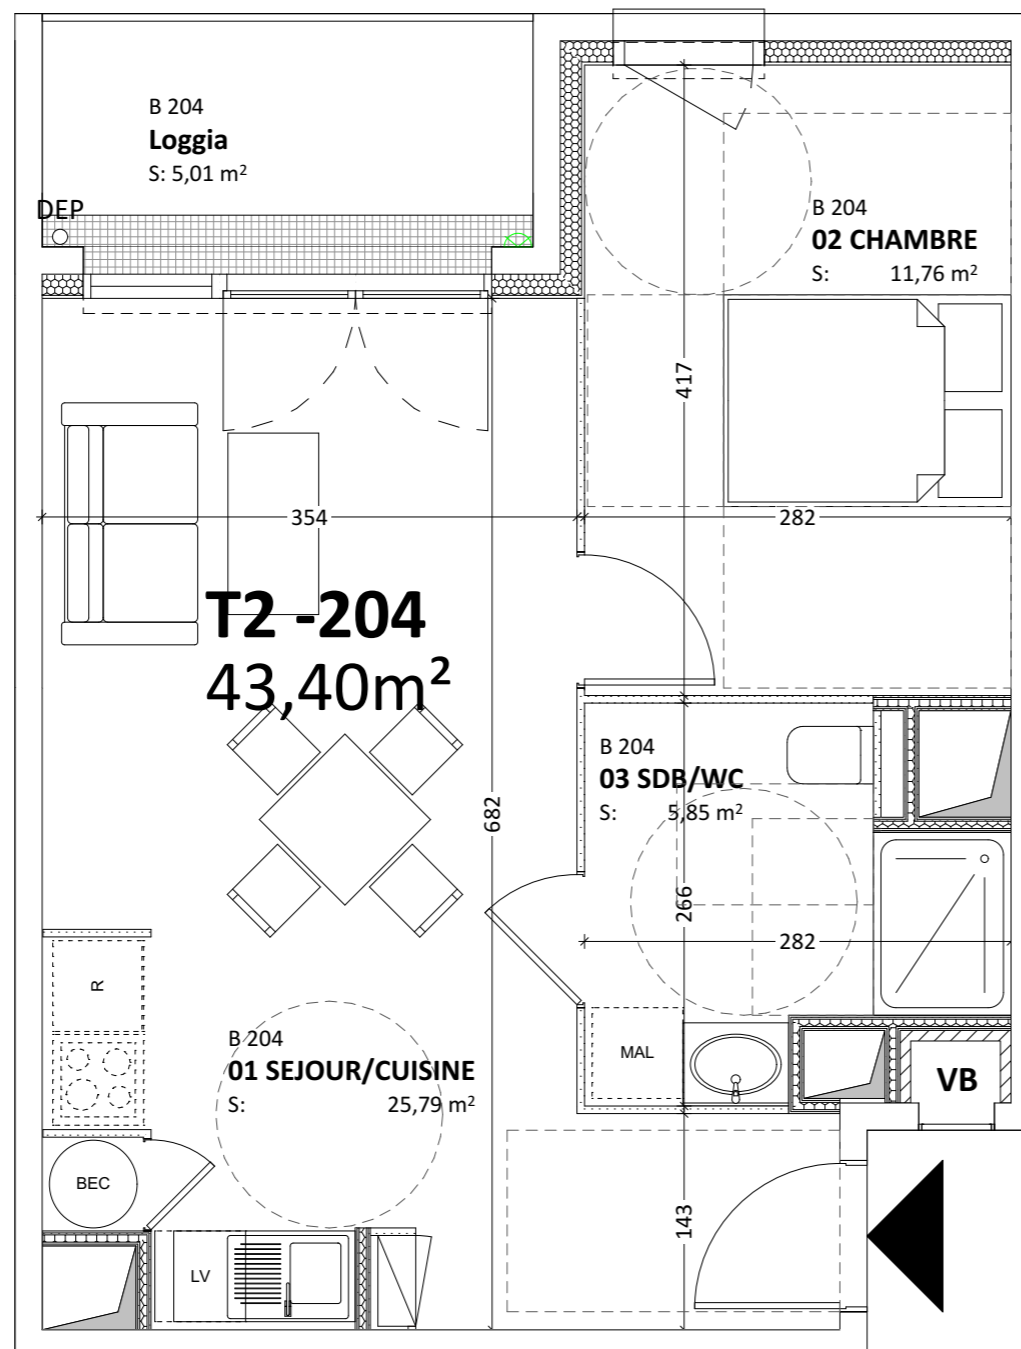 B 204
Loggia
S: 5,01 m²
DEP
B 204
02 CHAMBRE
S: 11,76 m²
417
354
282
T2 -204
43,40m²
B 204
03 SDB/WC
S: 5,85 m²
682
266
282
R
B 204
01 SEJOUR/CUISINE
S: 25,79 m²
MAL
VB
BEC
143
LV